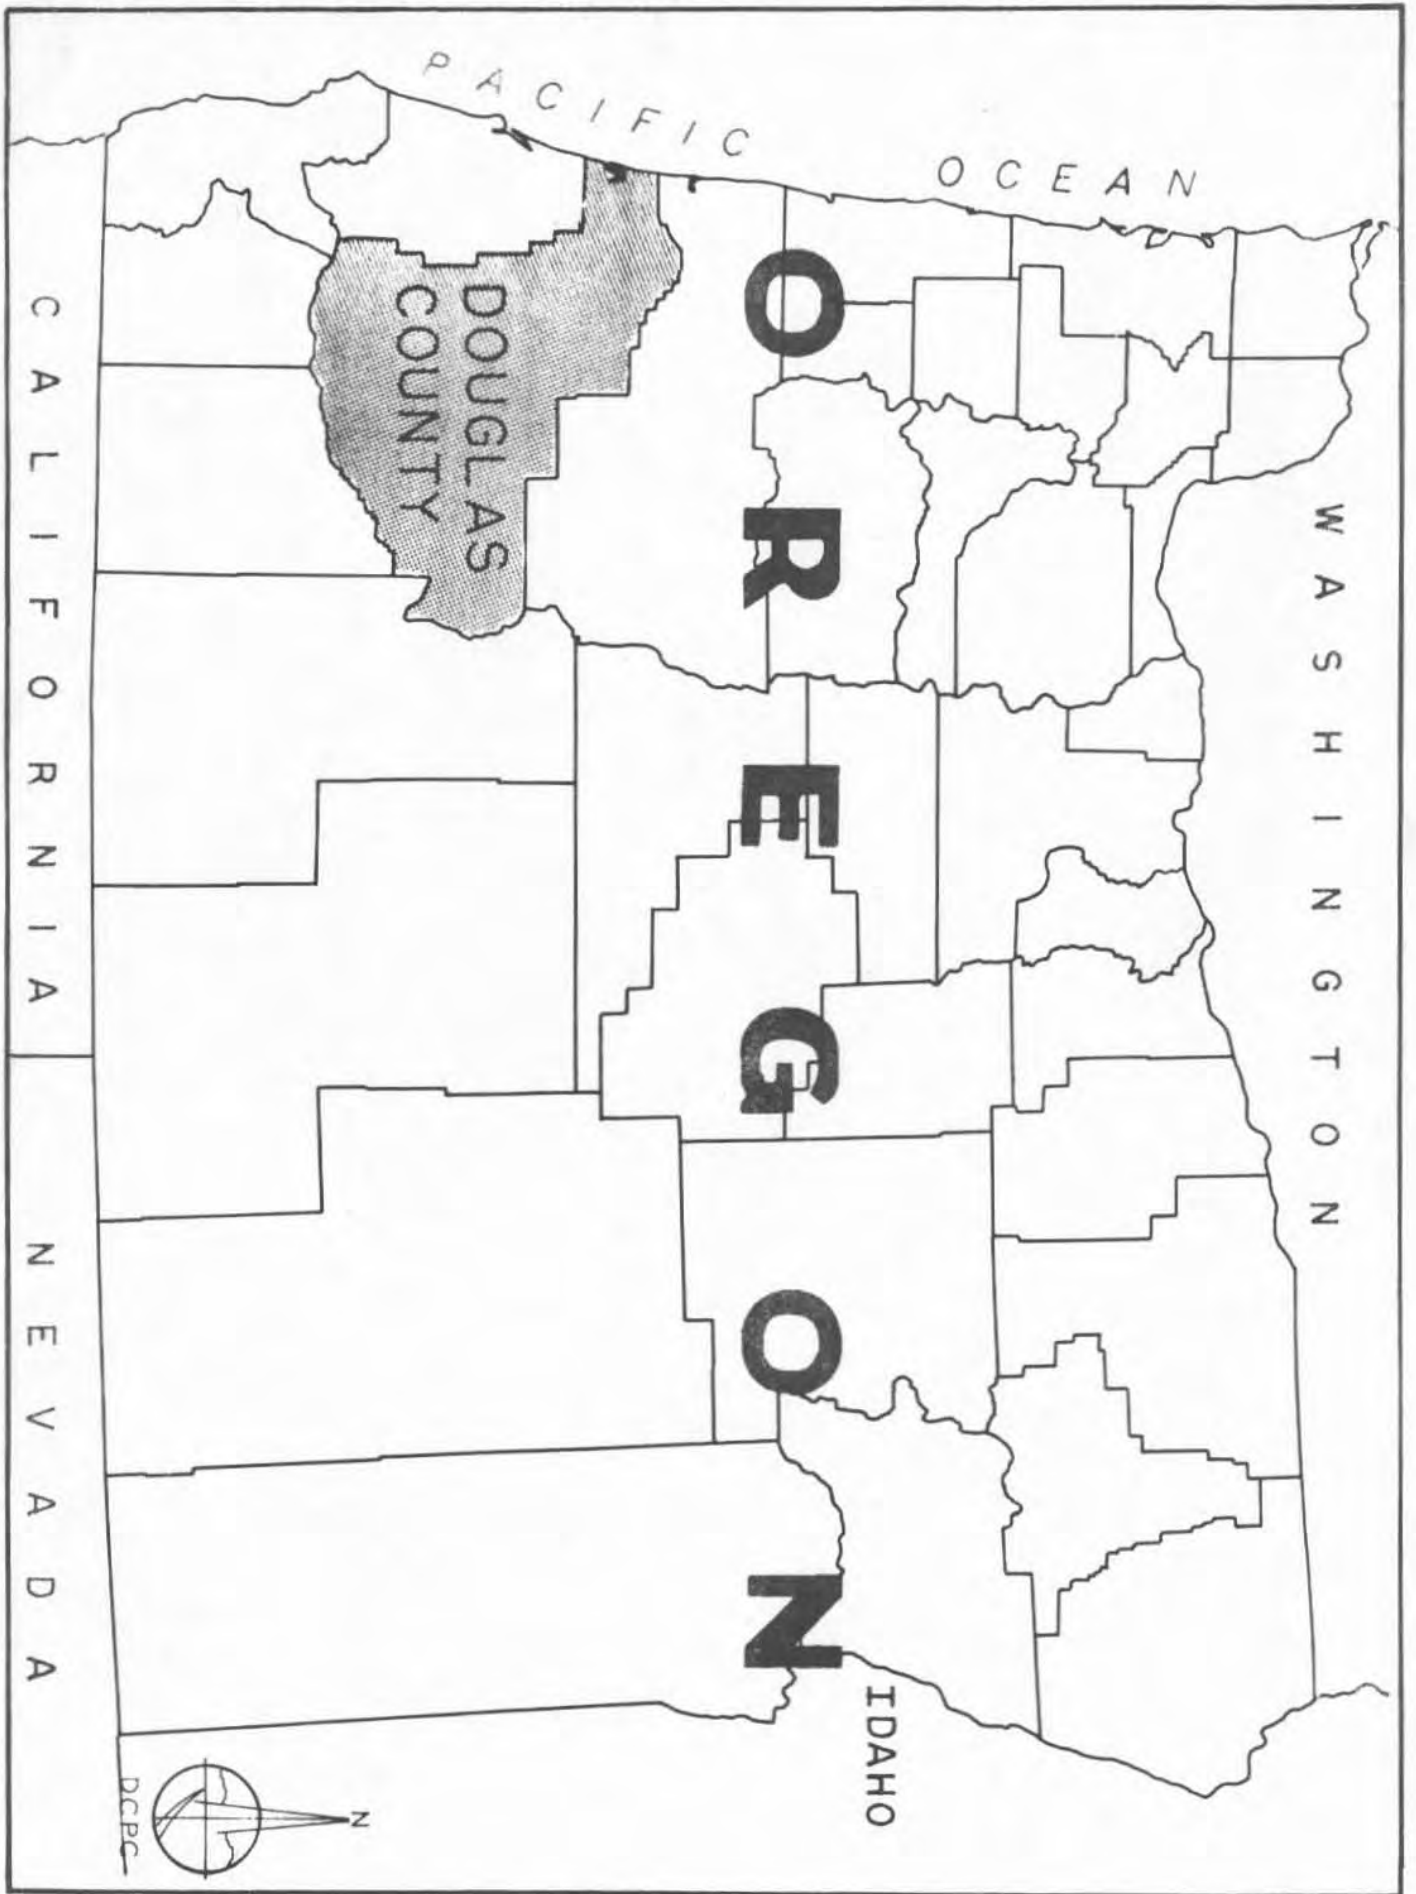 PACIFIC OCEAN
WASHINGTON
OREGON
DOUGLAS
COUNTY
IDAHO
CALIFORNIA
NEVADA
N
DCPC